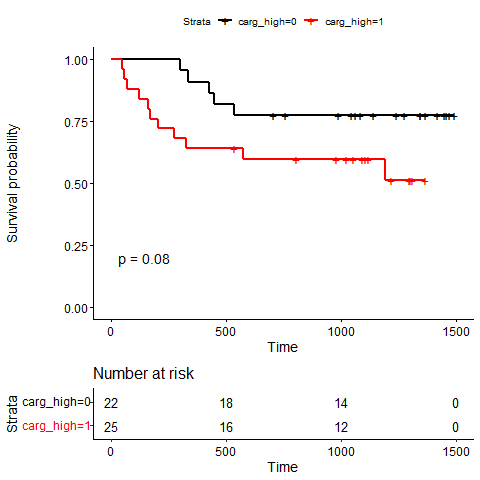 Strata carg_high=0 carg_high=1
Survival probability
1.00
0.75
0.50
0.25
0.00
p = 0.08
0 500 1000 1500
Time
Number at risk
Strata
carg_high=0 22 18 14 0
carg_high=1 25 16 12 0
0 500 1000 1500
Time